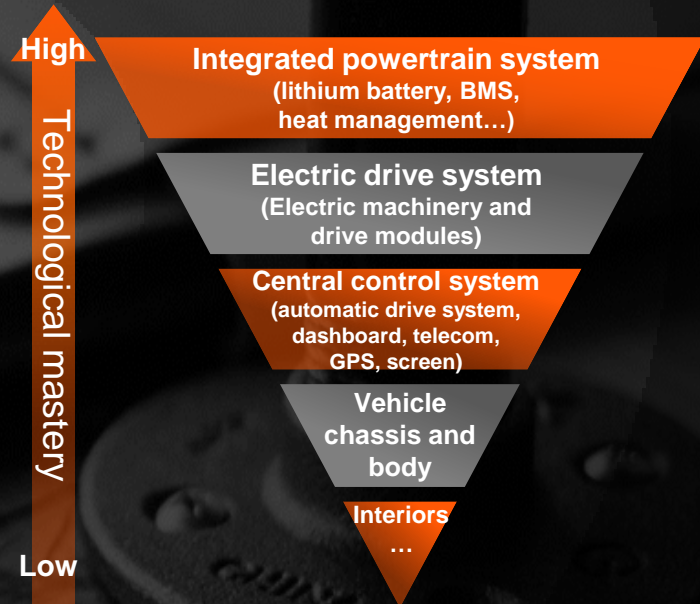 High
Technological mastery
Low
Integrated powertrain system
(lithium battery, BMS,
heat management…)
Electric drive system
(Electric machinery and
drive modules)
Central control system
(automatic drive system,
dashboard, telecom,
GPS, screen)
Vehicle
chassis and
body
Interiors
…